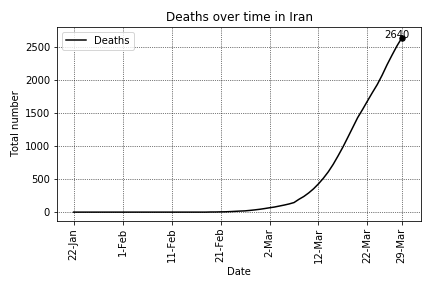 Deaths over time in Iran
Deaths
2640
Total number
2500
2000
1500
1000
500
0
22-Jan
1-Feb
11-Feb
21-Feb
2-Mar
12-Mar
22-Mar
29-Mar
Date